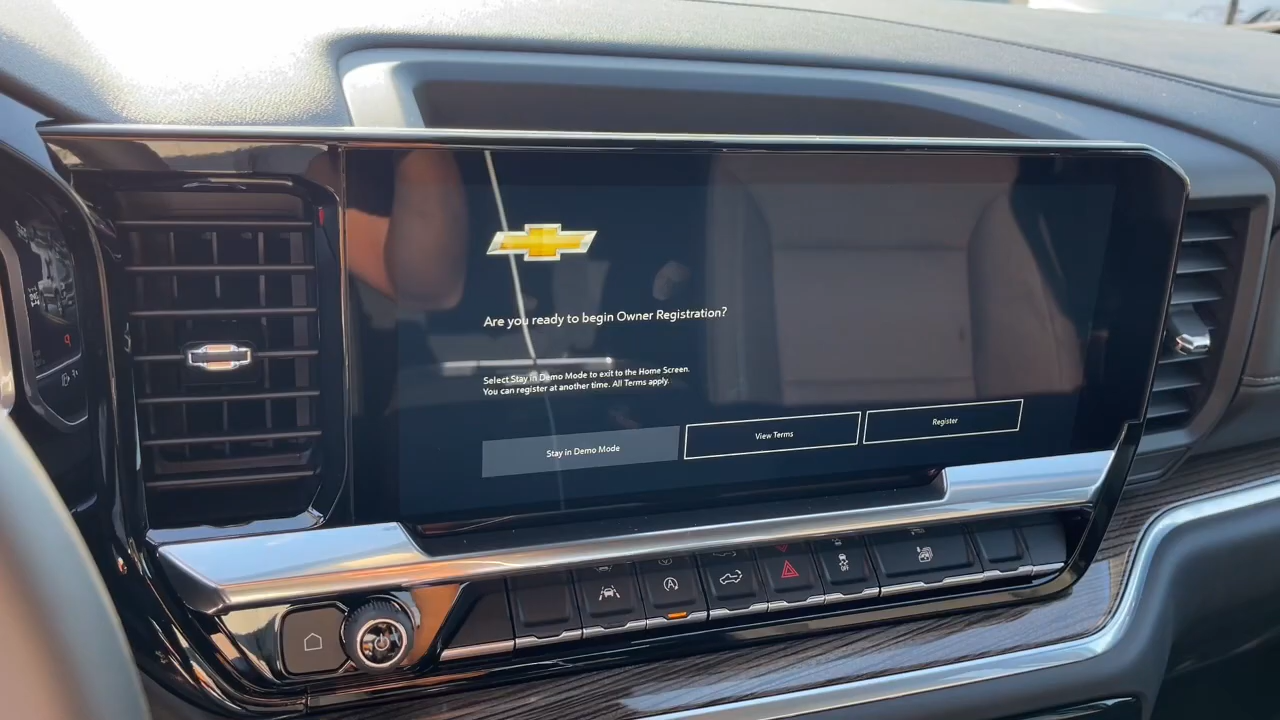 Are you ready to begin Owner Registration?
Select Stay in Demo Mode to exit to the Home Screen.
You can register at another time. All Terms apply.
Stay in Demo Mode
View Terms
Register